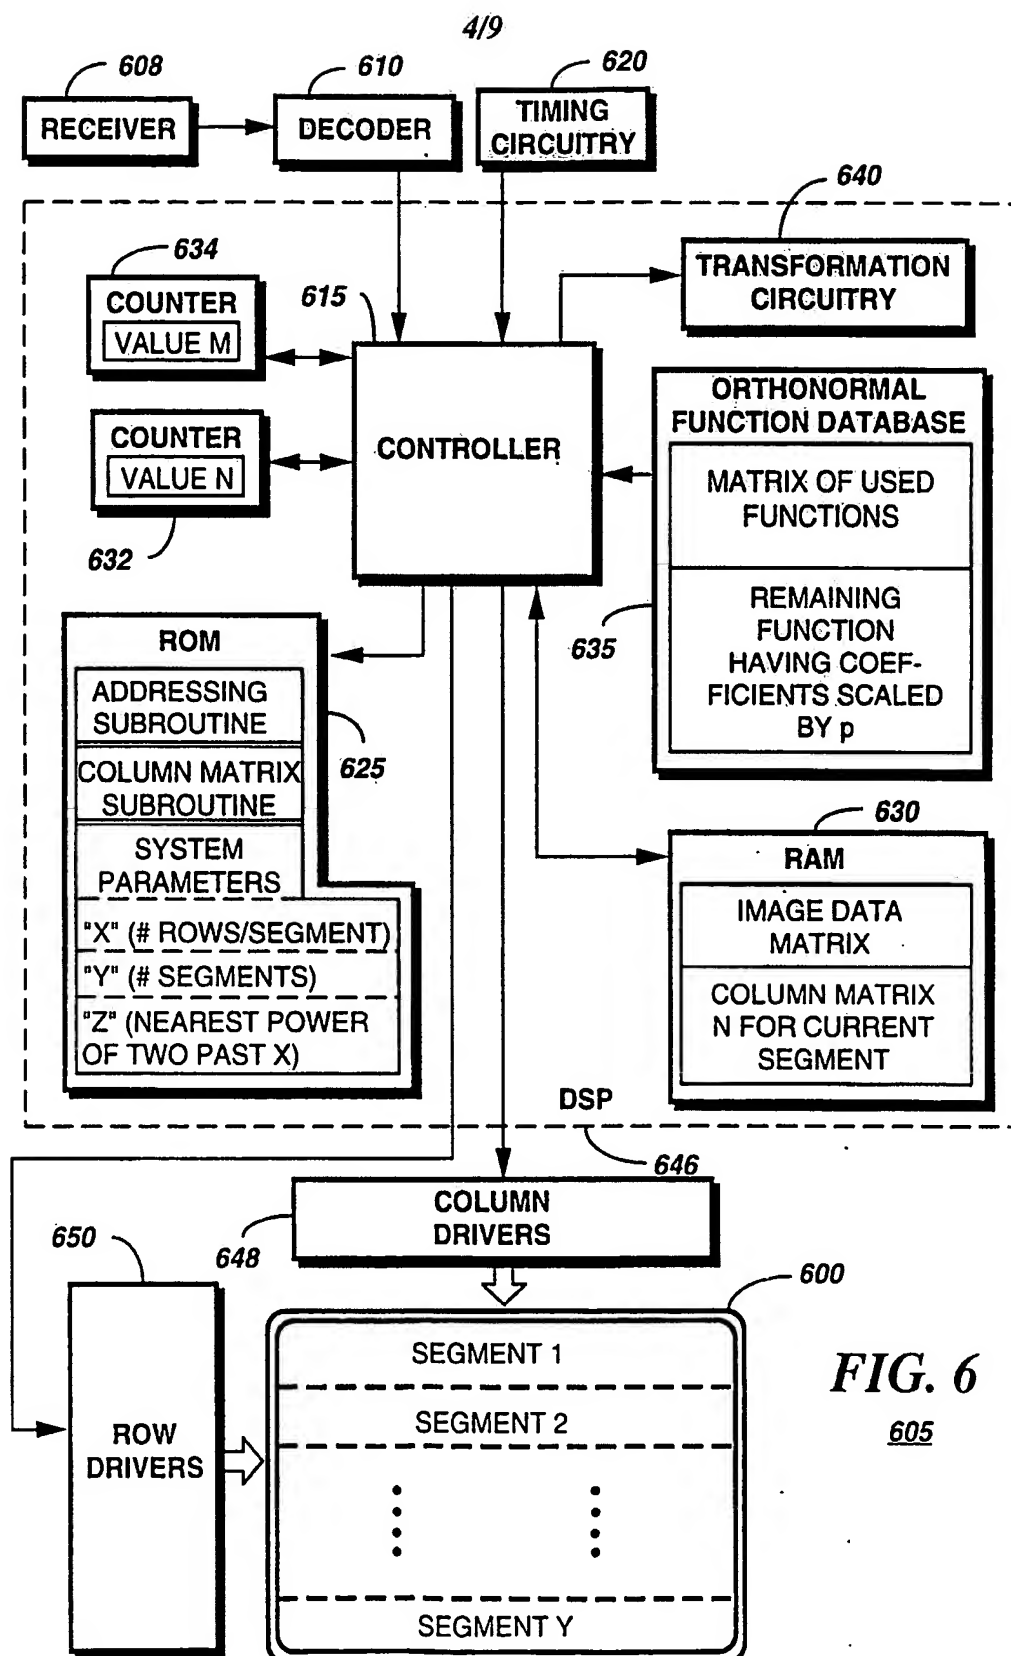 4/9
608
610
620
RECEIVER
DECODER
TIMING
CIRCUITRY
640
634
615
TRANSFORMATION
CIRCUITRY
COUNTER
VALUE M
ORTHONORMAL
FUNCTION DATABASE
COUNTER
VALUE N
CONTROLLER
MATRIX OF USED
FUNCTIONS
632
REMAINING
FUNCTION
HAVING COEF-
FICIENTS SCALED
BY p
635
ROM
ADDRESSING
SUBROUTINE
625
COLUMN MATRIX
SUBROUTINE
SYSTEM
PARAMETERS
"X" (# ROWS/SEGMENT)
"Y" (# SEGMENTS)
"Z" (NEAREST POWER
OF TWO PAST X)
630
RAM
IMAGE DATA
MATRIX
COLUMN MATRIX
N FOR CURRENT
SEGMENT
DSP
646
COLUMN
DRIVERS
648
650
600
ROW
DRIVERS
SEGMENT 1
SEGMENT 2
SEGMENT Y
FIG. 6
605